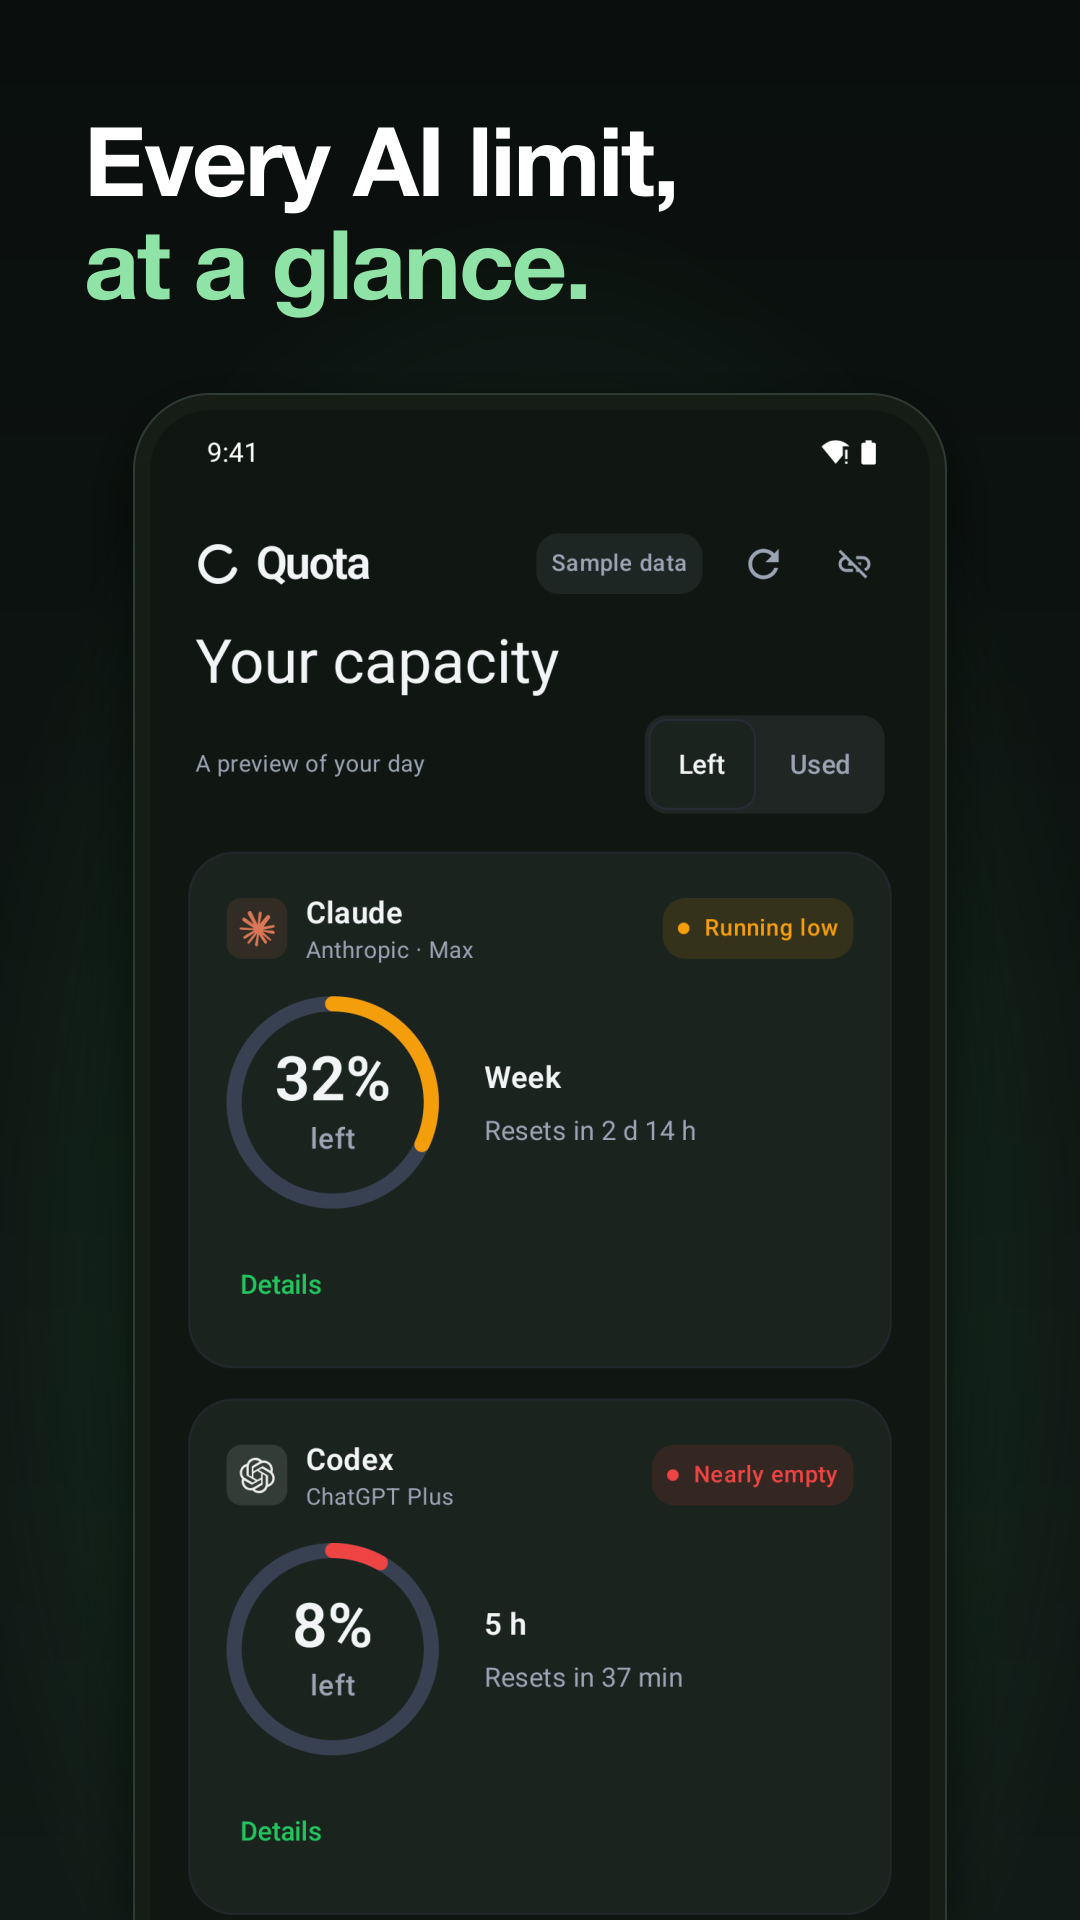 Every AI limit,
at a glance.
9:41
Quota
Sample data
Your capacity
A preview of your day
Left
Used
Claude
Anthropic · Max
Running low
32%
left
Week
Resets in 2 d 14 h
Details
Codex
ChatGPT Plus
Nearly empty
8%
left
5 h
Resets in 37 min
Details